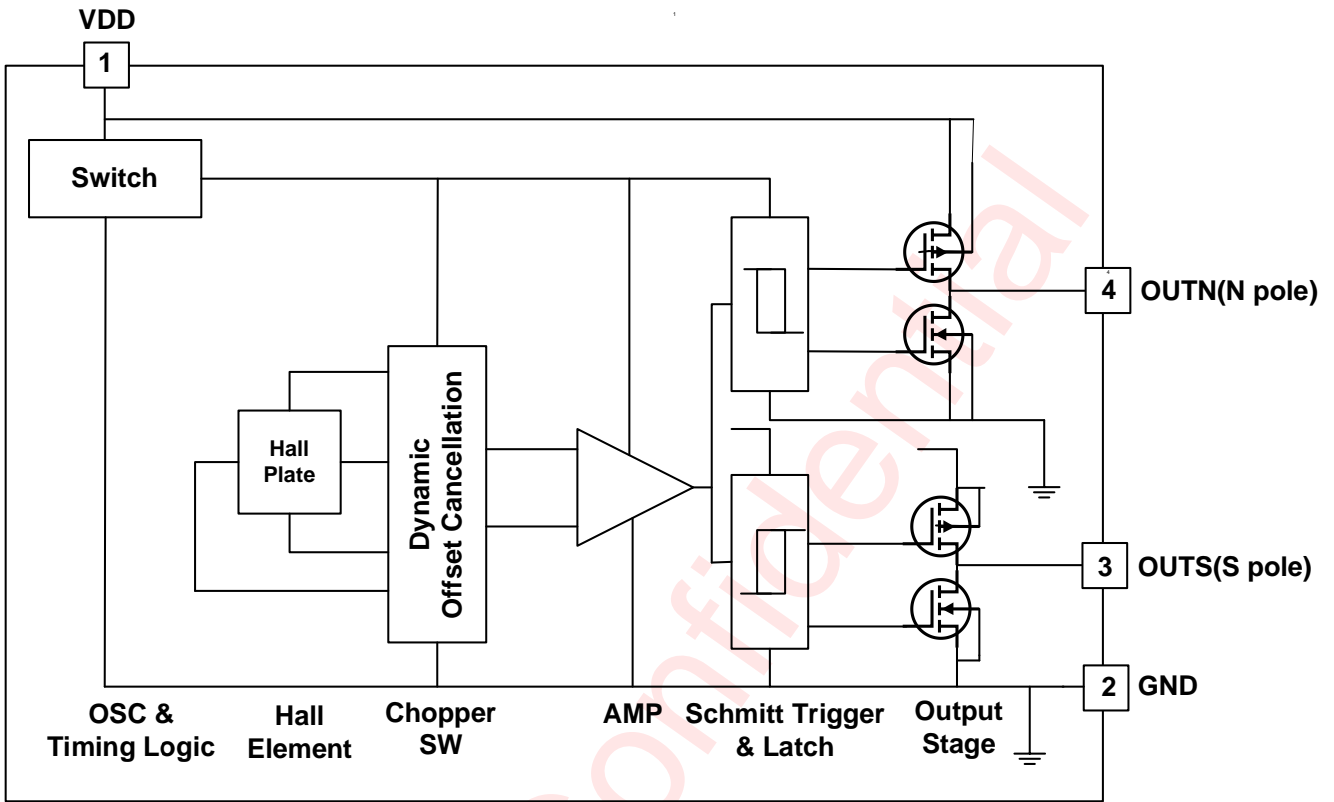 VDD
1
Switch
4 OUTN(N pole)
Hall
Plate
Dynamic
Offset Cancellation
3 OUTS(S pole)
2 GND
OSC &
Timing Logic
Hall
Element
Chopper
SW
AMP
Schmitt Trigger
& Latch
Output
Stage
Confidential